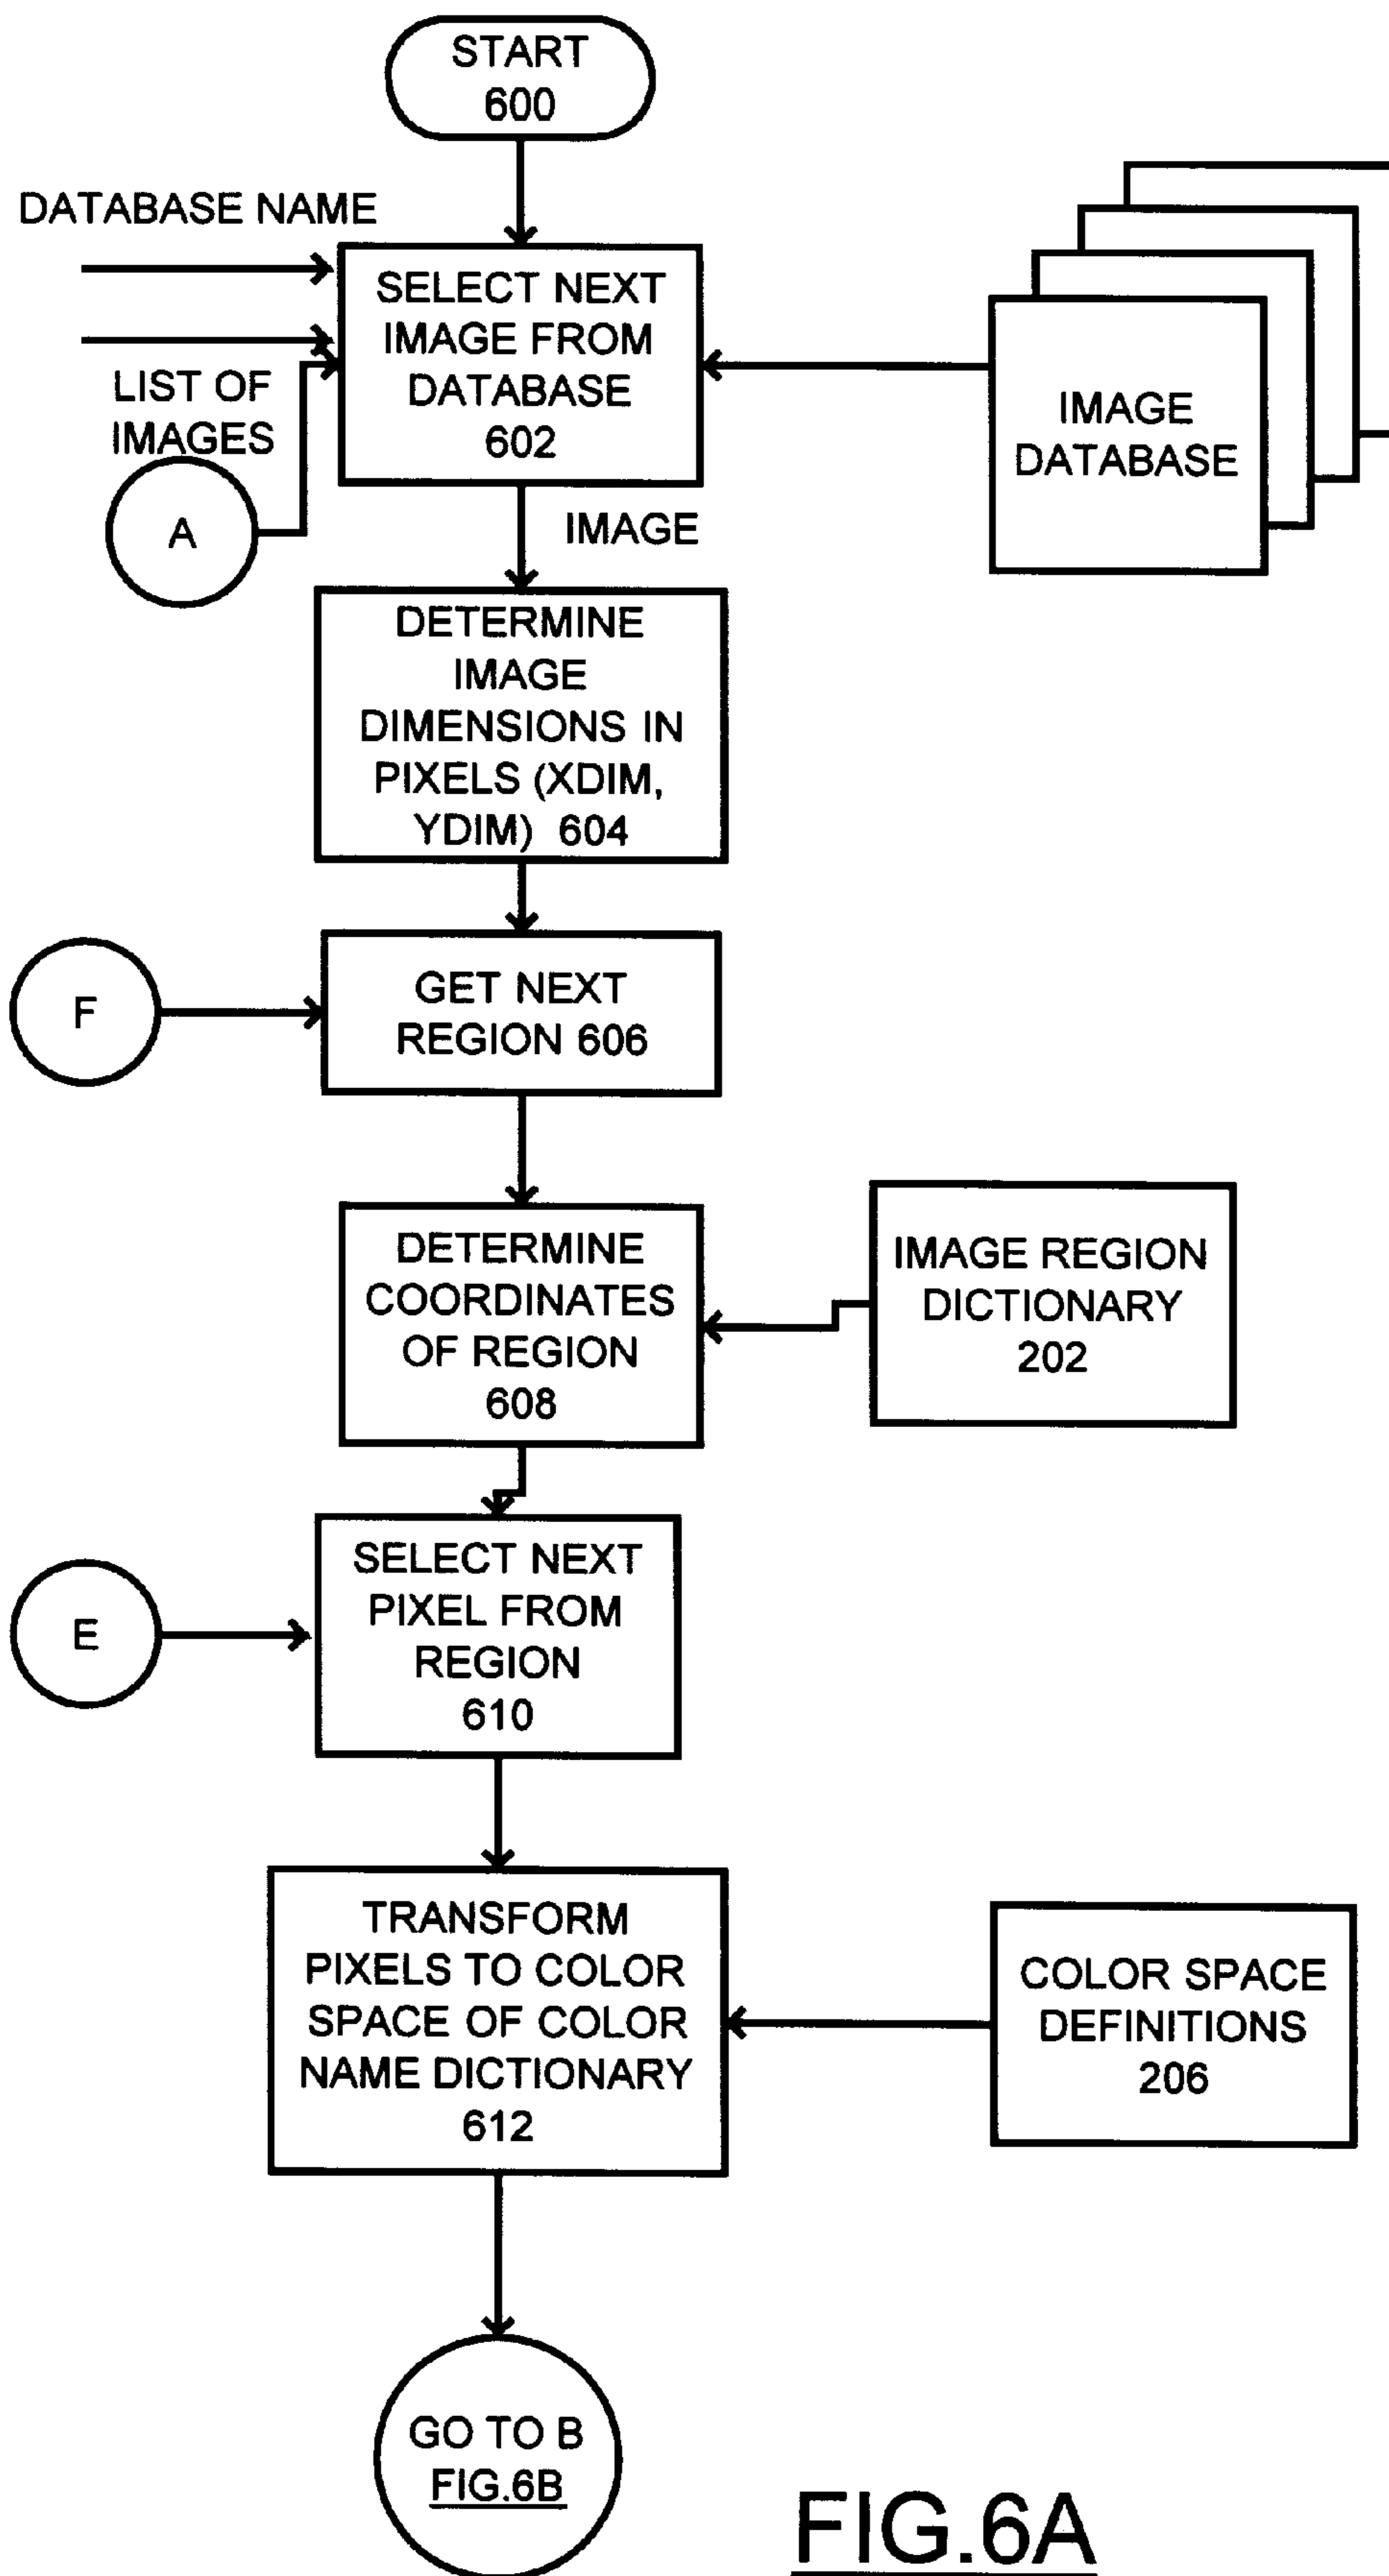 START
600
DATABASE NAME
SELECT NEXT
IMAGE FROM
DATABASE
602
LIST OF
IMAGES
IMAGE
DATABASE
A
IMAGE
DETERMINE
IMAGE
DIMENSIONS IN
PIXELS (XDIM,
YDIM) 604
F
GET NEXT
REGION 606
DETERMINE
COORDINATES
OF REGION
608
IMAGE REGION
DICTIONARY
202
E
SELECT NEXT
PIXEL FROM
REGION
610
TRANSFORM
PIXELS TO COLOR
SPACE OF COLOR
NAME DICTIONARY
612
COLOR SPACE
DEFINITIONS
206
GO TO B
FIG.6B
FIG.6A